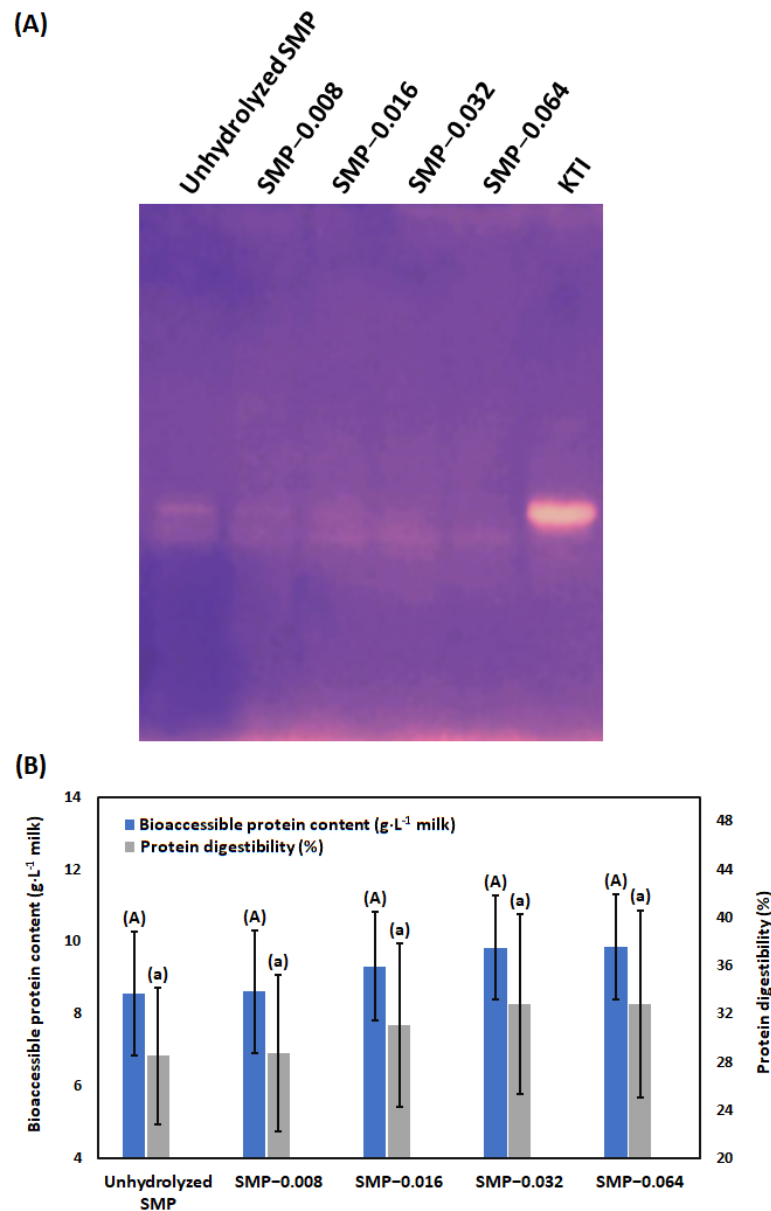 (A)
Unhydrolyzed SMP
SMP−0.008
SMP−0.016
SMP−0.032
SMP−0.064
KTI
(B)
Bioaccessible protein content (g·L⁻¹ milk)
14
12
10
8
6
4
Bioaccessible protein content (g·L⁻¹ milk)
Protein digestibility (%)
(A)
(a)
(A)
(a)
(A)
(a)
(A)
(a)
(A)
(a)
48
44
40
36
32
28
24
20
Protein digestibility (%)
Unhydrolyzed
SMP
SMP−0.008
SMP−0.016
SMP−0.032
SMP−0.064